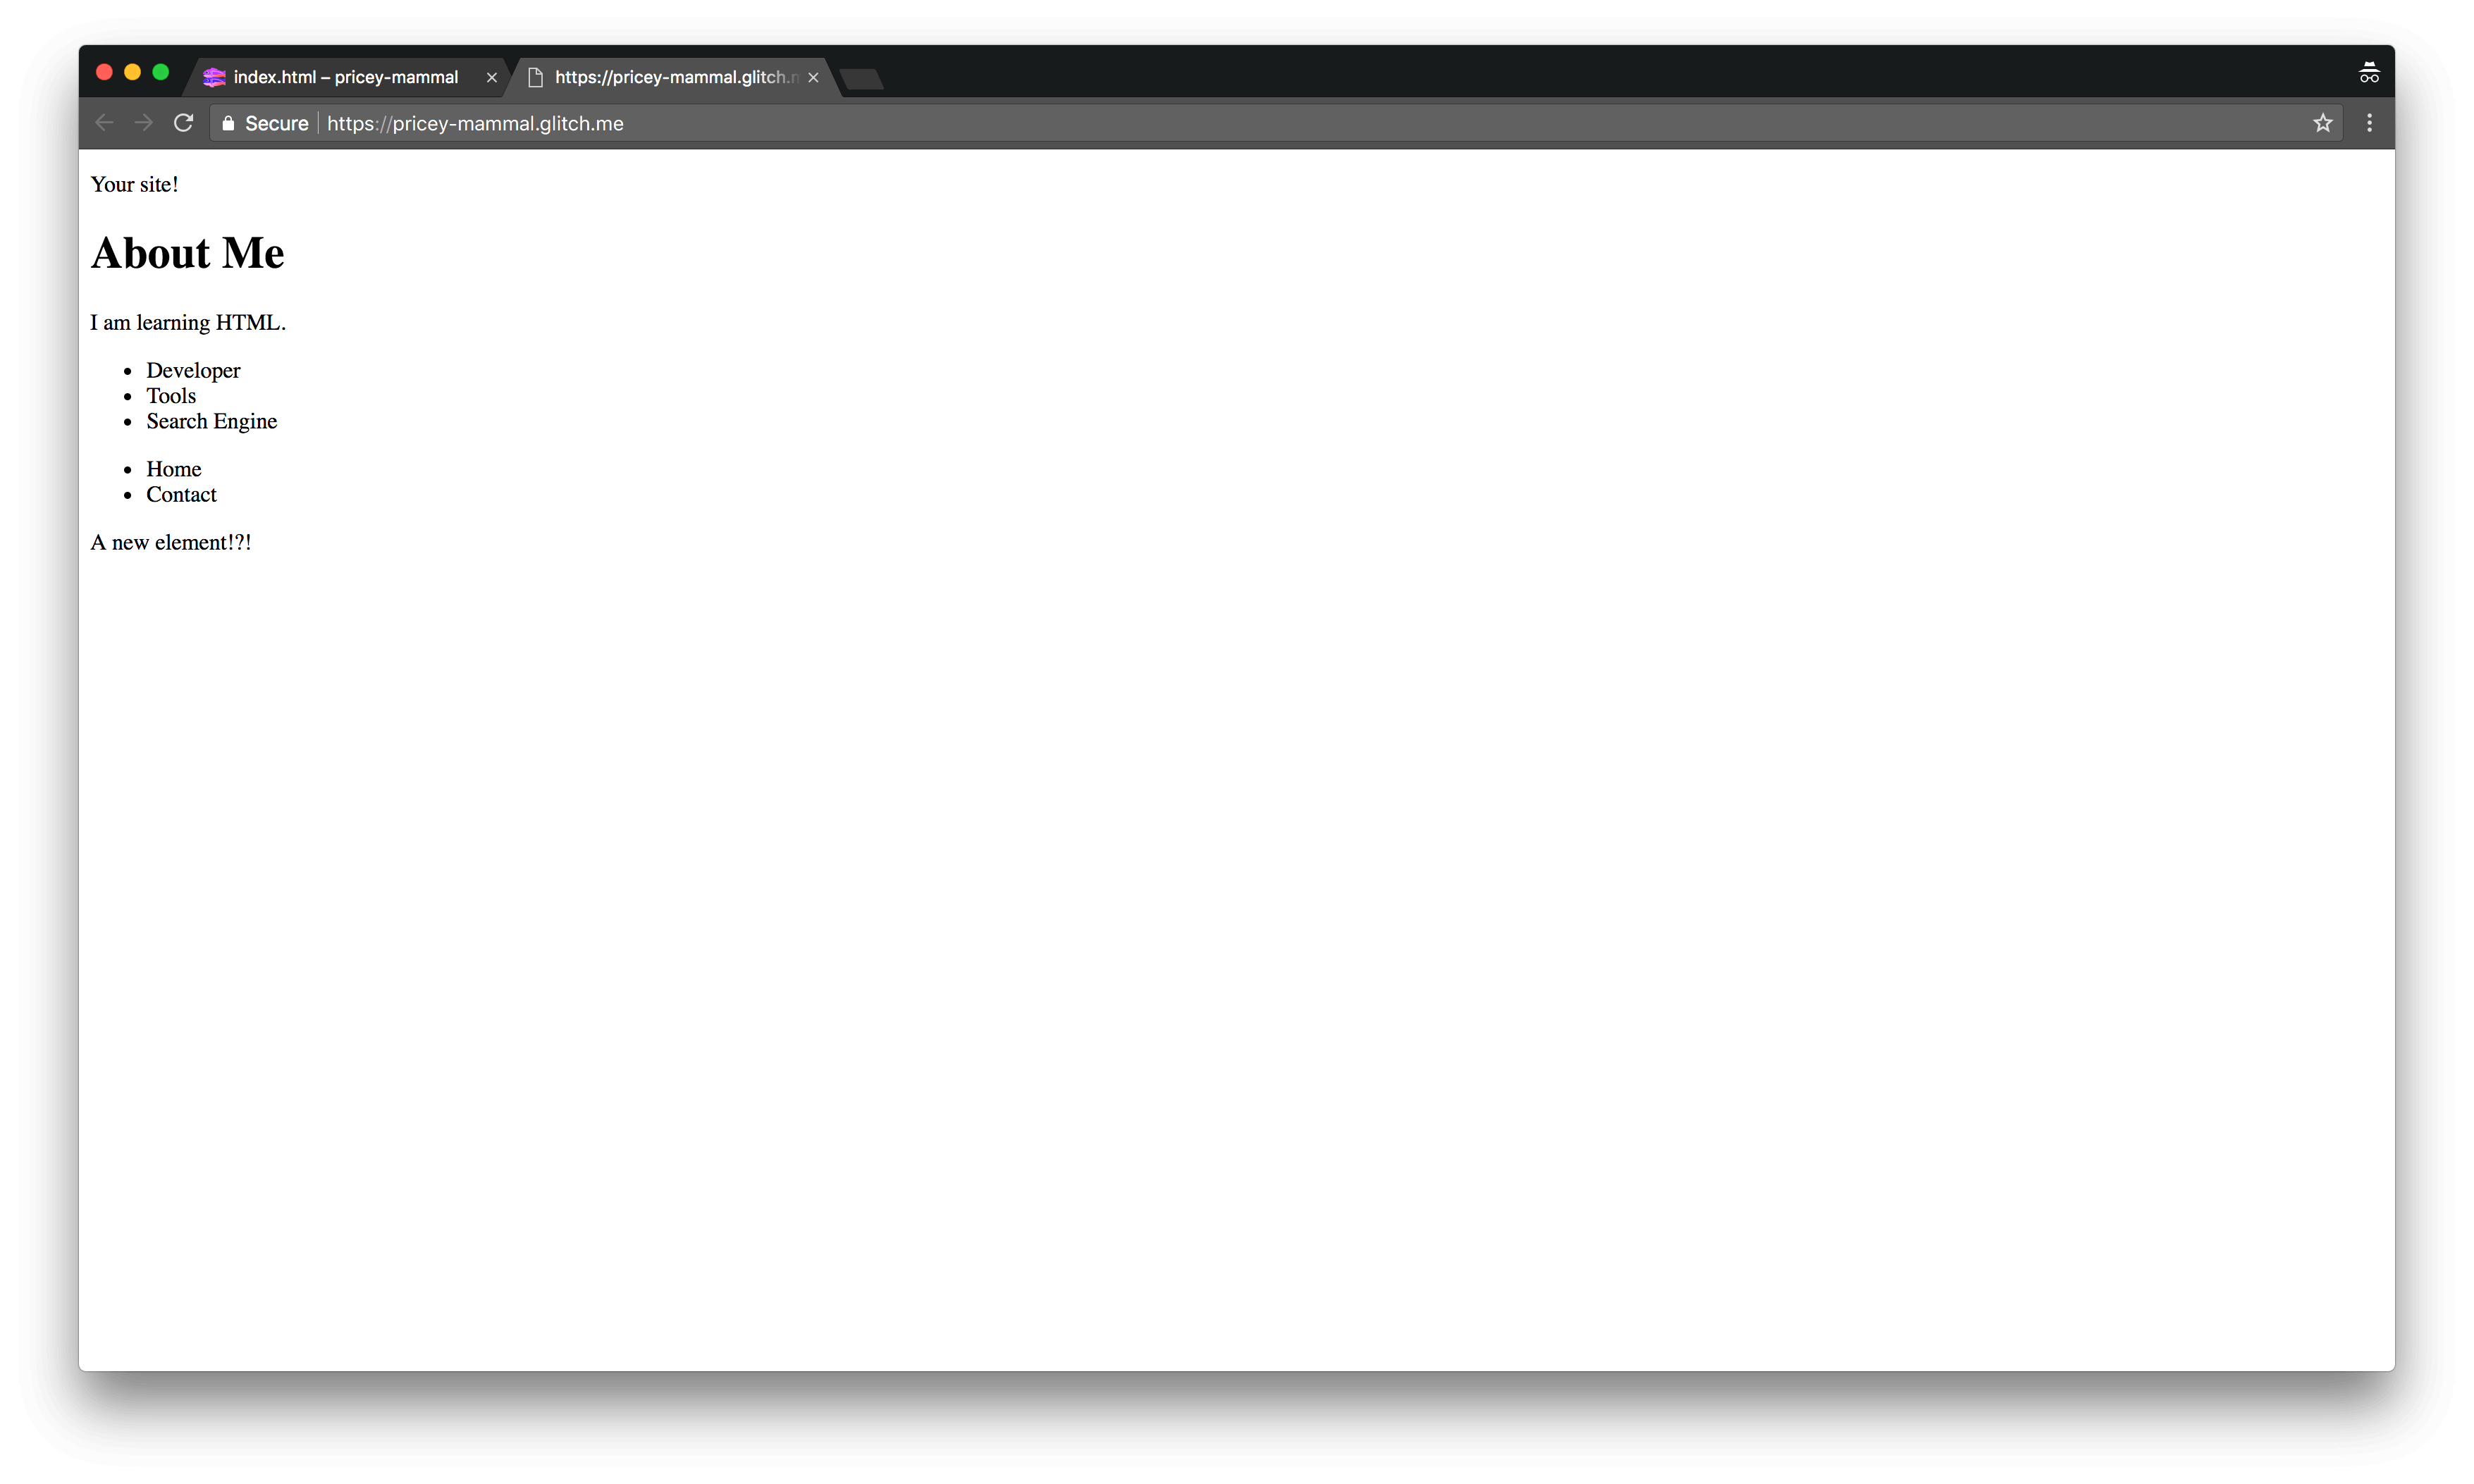 index.html – pricey-mammal
https://pricey-mammal.glitch.m
Secure
https://pricey-mammal.glitch.me
Your site!
About Me
I am learning HTML.
Developer
Tools
Search Engine
Home
Contact
A new element!?!